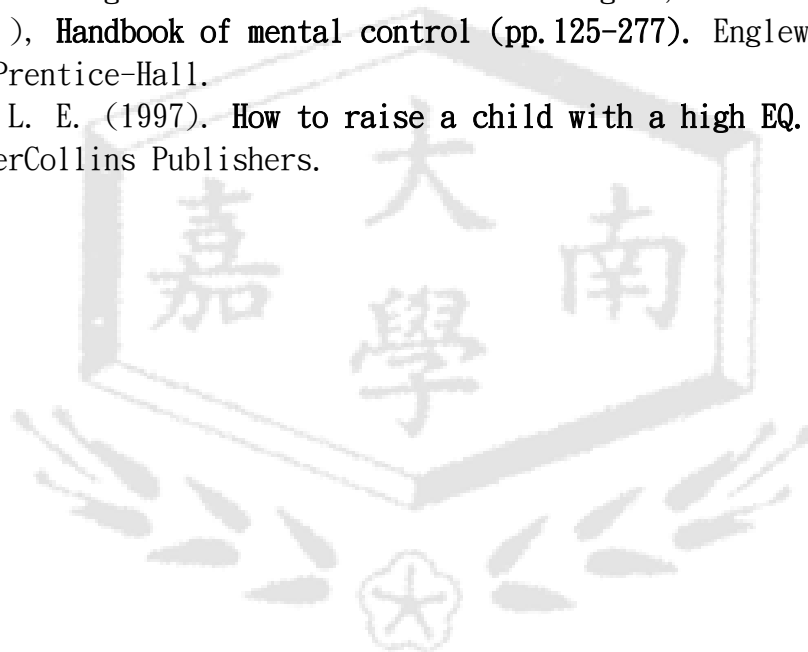 ), Handbook of mental control (pp.125-277). Englew
Prentice-Hall.
L. E. (1997). How to raise a child with a high EQ.
erCollins Publishers.
大
嘉 南
學